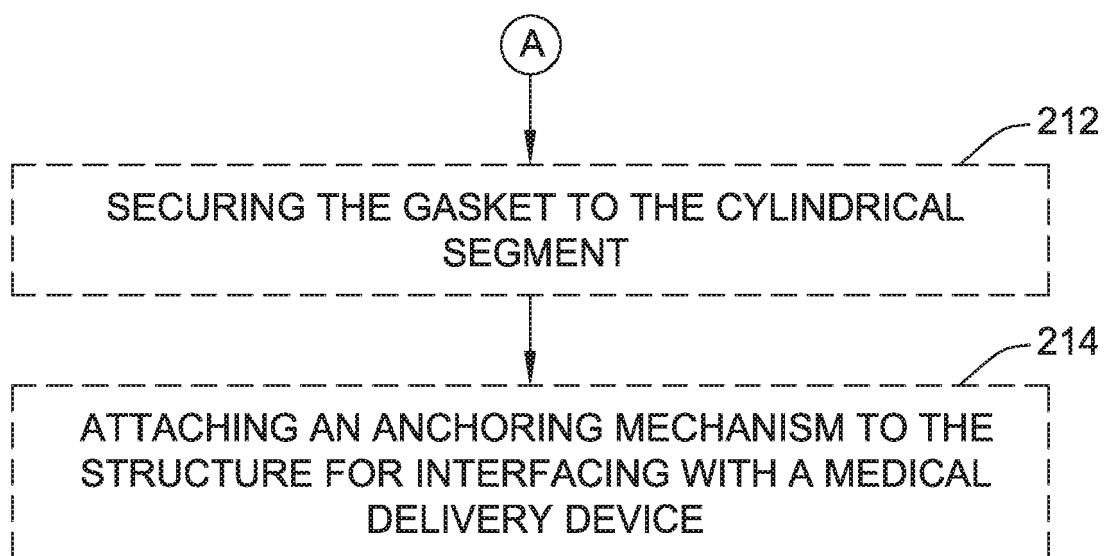 A
212
SECURING THE GASKET TO THE CYLINDRICAL
SEGMENT
214
ATTACHING AN ANCHORING MECHANISM TO THE
STRUCTURE FOR INTERFACING WITH A MEDICAL
DELIVERY DEVICE